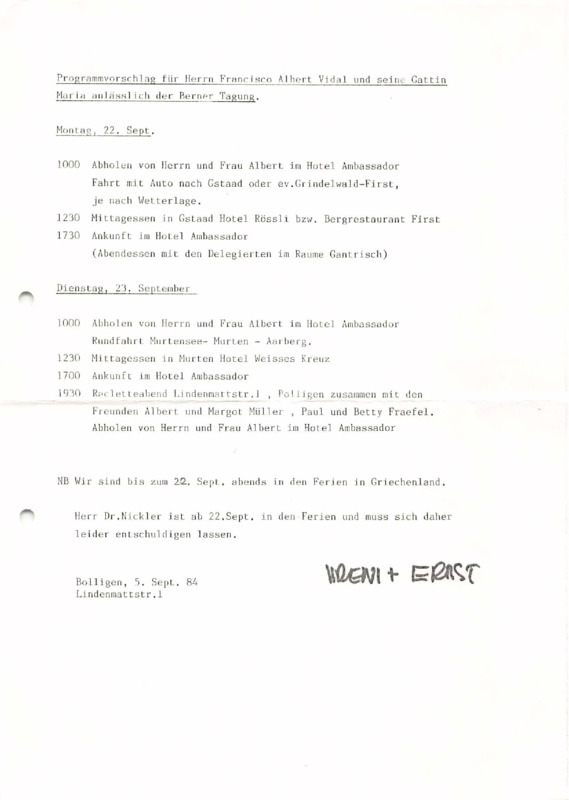 Programmvorschlag für Herrn Francisco Albert Vidal und seine Gattin
Maria anlässlich der Berner Tagung.
Montag, 22. Sept.
1000 Abholen von Herrn und Frau Albert im Hotel Ambassador
Fahrt mit Auto nach Gstaad oder ev.Grindelwald-First,
je nach Wetterlage.
1230 Mittagessen in Gstaad Hotel Rössli bzw. Bergrestaurant First
1730 Ankunft im Hotel Ambassador
(Abendessen mit den Delegierten im Raume Gantrisch)
Dienstag, 23. September
1000 Abholen von Herrn und Frau Albert im Hotel Ambassador
Rundfahrt Murtensee- Murten - Aarberg.
1230 Mittagessen in Murten Hotel Weisses Kreuz
1700 Ankunft im Hotel Ambassador
1930 Racletteabend Lindenmattstr.1 , Bolligen zusammen mit den
Freunden Albert und Margot Müller , Paul und Betty Fraefel.
Abholen von Herrn und Frau Albert im Hotel Ambassador
NB Wir sind bis zum 22. Sept. abends in den Ferien in Griechenland.
Herr Dr.Nickler ist ab 22.Sept. in den Ferien und muss sich daher
leider entschuldigen lassen.
VRENI + ERNST
Bolligen, 5. Sept. 84
Lindenmattstr.1